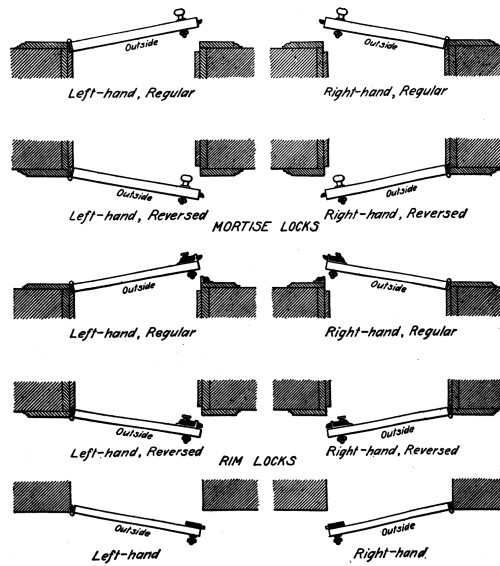 Outside
Outside
Left-hand, Regular
Right-hand, Regular
Outside
Outside
Left-hand, Reversed
Right-hand, Reversed
MORTISE LOCKS
Outside
Outside
Left-hand, Regular
Right-hand, Regular
Outside
Outside
Left-hand, Reversed
Right-hand, Reversed
RIM LOCKS
Outside
Outside
Left-hand
Right-hand.